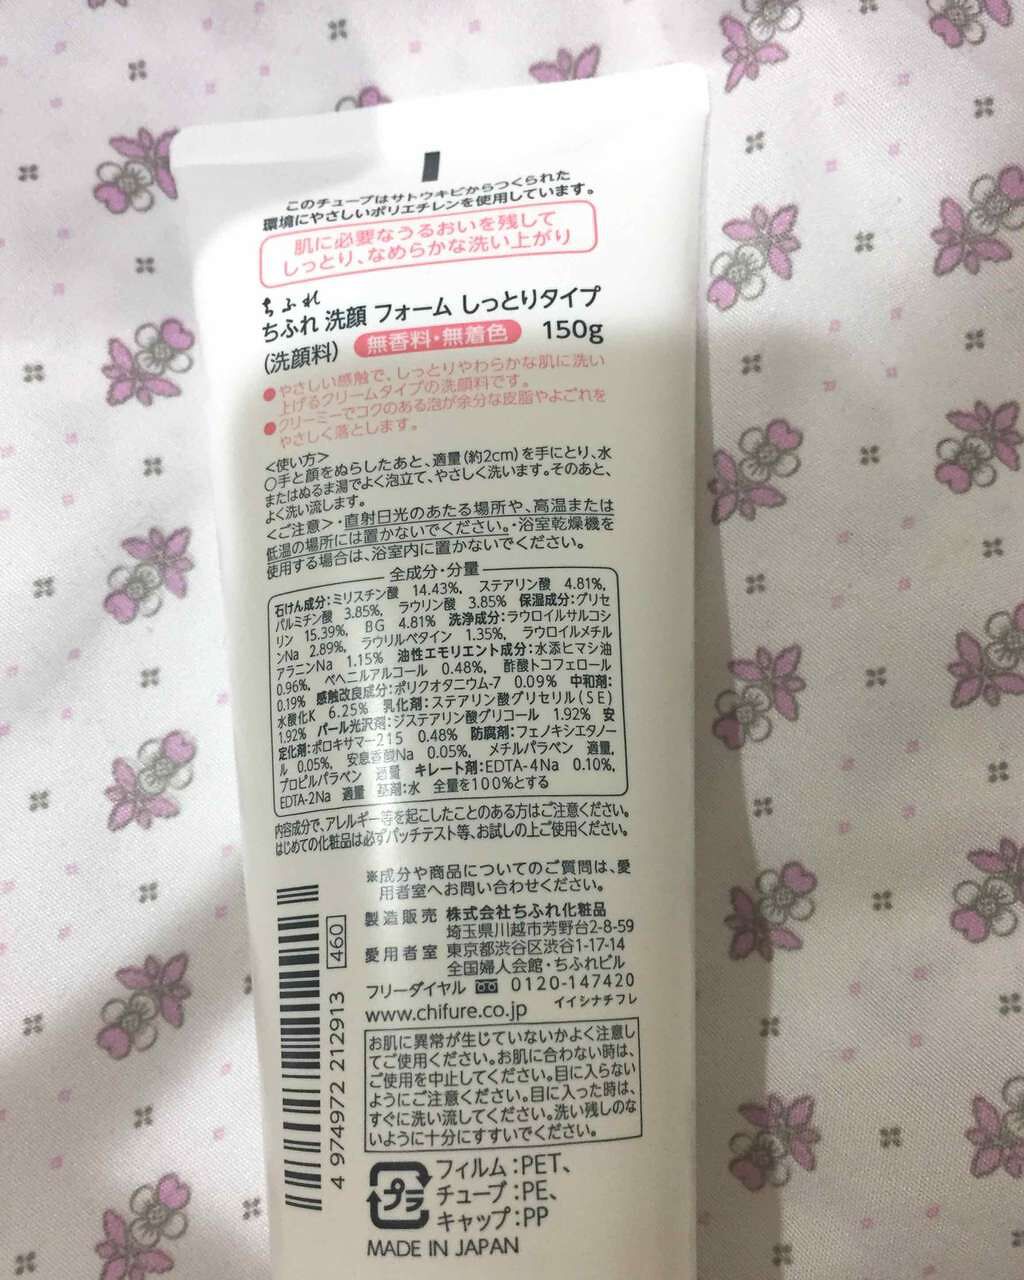 このチューブはサトウキビからつくられた
環境にやさしいポリエチレンを使用しています。
肌に必要なうるおいを残して
しっとり、なめらかな洗い上がり
ちふれ
ちふれ 洗顔 フォーム しっとりタイプ
(洗顔料) 無香料・無着色 150g
●やさしい感触で、しっとりやわらかな肌に洗い
上げるクリームタイプの洗顔料です。
●クリーミーでコクのある泡が余分な皮脂やよごれを
やさしく落とします。
<使い方>
○手と顔をぬらしたあと、適量(約2cm)を手にとり、水
またはぬるま湯でよく泡立て、やさしく洗います。そのあと、
よく洗い流します。
<ご注意>・直射日光のあたる場所や、高温または
低温の場所には置かないでください。・浴室乾燥機を
使用する場合は、浴室内に置かないでください。
全成分・分量
石けん成分:ミリスチン酸 14.43%, ステアリン酸 4.81%,
パルミチン酸 3.85%, ラウリン酸 3.85% 保湿成分:グリセ
リン 15.39%, BG 4.81% 洗浄成分:ラウロイルサルコシ
ンNa 2.89%, ラウリルベタイン 1.35%, ラウロイルメチル
アラニンNa 1.15% 油性エモリエント成分:水添ヒマシ油
0.96%, ベヘニルアルコール 0.48%, 酢酸トコフェロール
0.19% 感触改良成分:ポリクオタニウム-7 0.09% 中和剤:
水酸化K 6.25% 乳化剤:ステアリン酸グリセリル(SE)
1.92% パール光沢剤:ジステアリン酸グリコール 1.92% 安
定化剤:ポロキサマー215 0.48% 防腐剤:フェノキシエタノー
ル 0.05%, 安息香酸Na 0.05%, メチルパラベン 適量,
プロピルパラベン 適量 キレート剤:EDTA-4Na 0.10%,
EDTA-2Na 適量 基剤:水 全量を100%とする
内容成分で、アレルギー等を起こしたことのある方はご注意ください。
はじめての化粧品は必ずパッチテスト等、お試しの上ご使用ください。
※成分や商品についてのご質問は、愛
用者室へお問い合わせください。
製造販売 株式会社ちふれ化粧品
埼玉県川越市芳野台2-8-59
愛用者室 東京都渋谷区渋谷1-17-14
全国婦人会館・ちふれビル
フリーダイヤル 0120-147420
イイシナチフレ
www.chifure.co.jp
お肌に異常が生じていないかよく注意し
てご使用ください。お肌に合わない時は、
ご使用を中止してください。目に入らない
ようにご注意ください。目に入った時は、
すぐに洗い流してください。洗い残しのな
いように十分にすすいでください。
460
4 974972 212913
プラ
フィルム:PET、
チューブ:PE、
キャップ:PP
MADE IN JAPAN